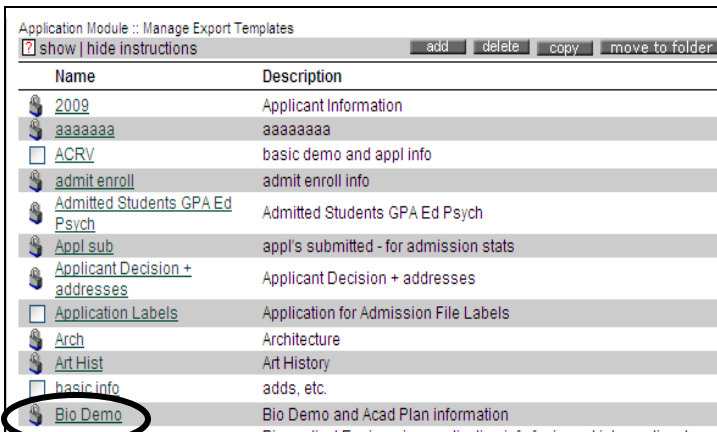 Application Module :: Manage Export Templates
? show | hide instructions add delete copy move to folder
Name Description
2009 Applicant Information
aaaaaaa aaaaaaaa
ACRV basic demo and appl info
admit enroll admit enroll info
Admitted Students GPA Ed
Psych Admitted Students GPA Ed Psych
Appl sub appl's submitted - for admission stats
Applicant Decision +
addresses Applicant Decision + addresses
Application Labels Application for Admission File Labels
Arch Architecture
Art Hist Art History
basic info adds, etc.
Bio Demo Bio Demo and Acad Plan information